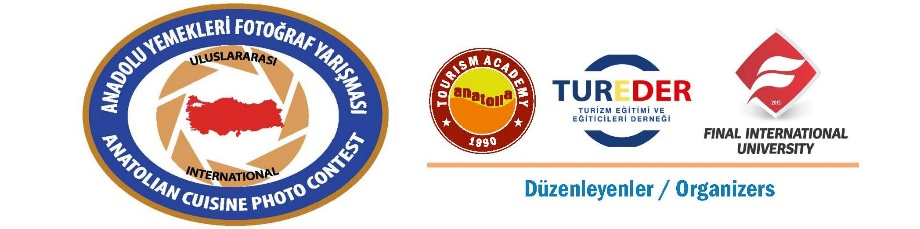 ANADOLU YEMEKLERİ FOTOĞRAF YARIŞMASI
ULUSLARARASI
INTERNATIONAL
ANATOLIAN CUISINE PHOTO CONTEST
TOURISM ACADEMY
anatolia
1990
TUREDER
TURİZM EĞİTİMİ VE
EĞİTİCİLERİ DERNEĞİ
2015
FINAL INTERNATIONAL
UNIVERSITY
Düzenleyenler / Organizers